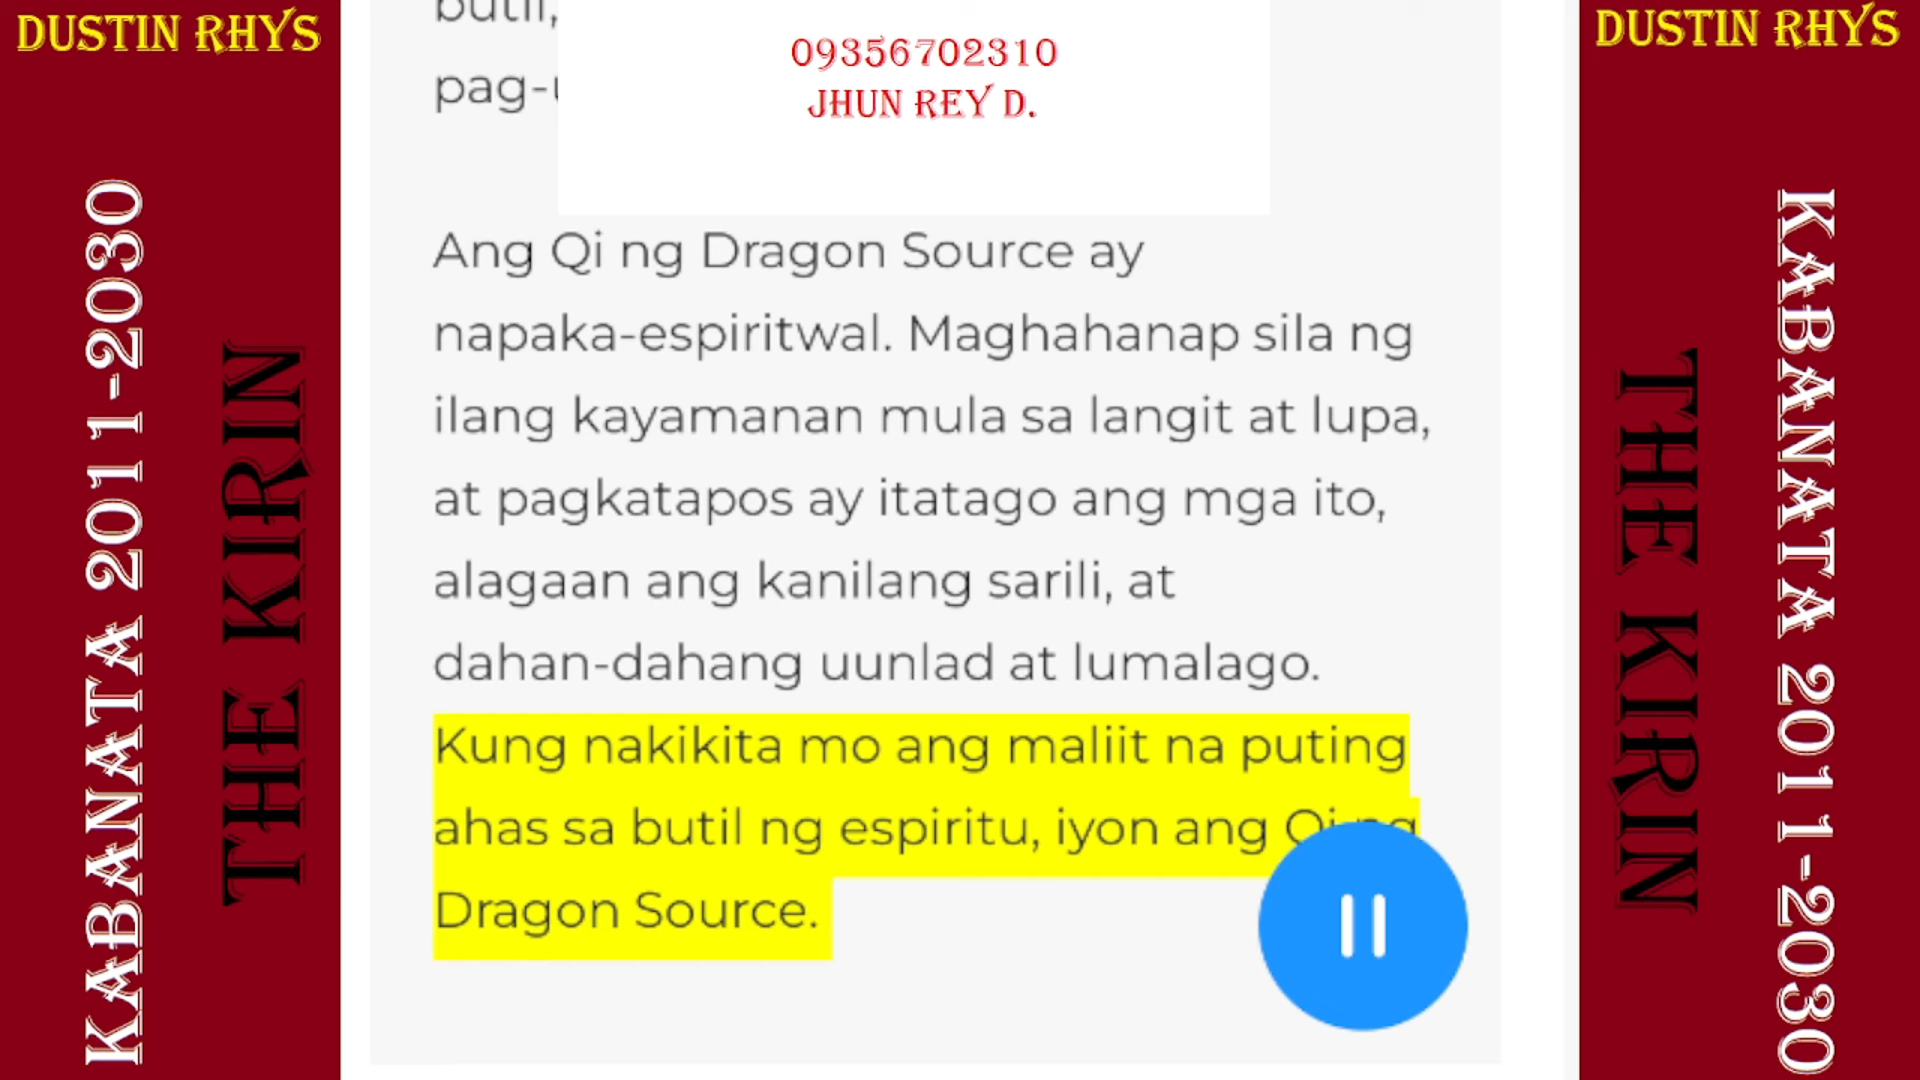 DUSTIN RHYS
KABANATA 2011-2030
THE KIRIN
butil,
pag-
09356702310
JHUN REY D.
Ang Qi ng Dragon Source ay
napaka-espiritwal. Maghahanap sila ng
ilang kayamanan mula sa langit at lupa,
at pagkatapos ay itatago ang mga ito,
alagaan ang kanilang sarili, at
dahan-dahang uunlad at lumalago.
Kung nakikita mo ang maliit na puting
ahas sa butil ng espiritu, iyon ang Qi ng
Dragon Source.
DUSTIN RHYS
THE KIRIN
KABANATA 2011-2030